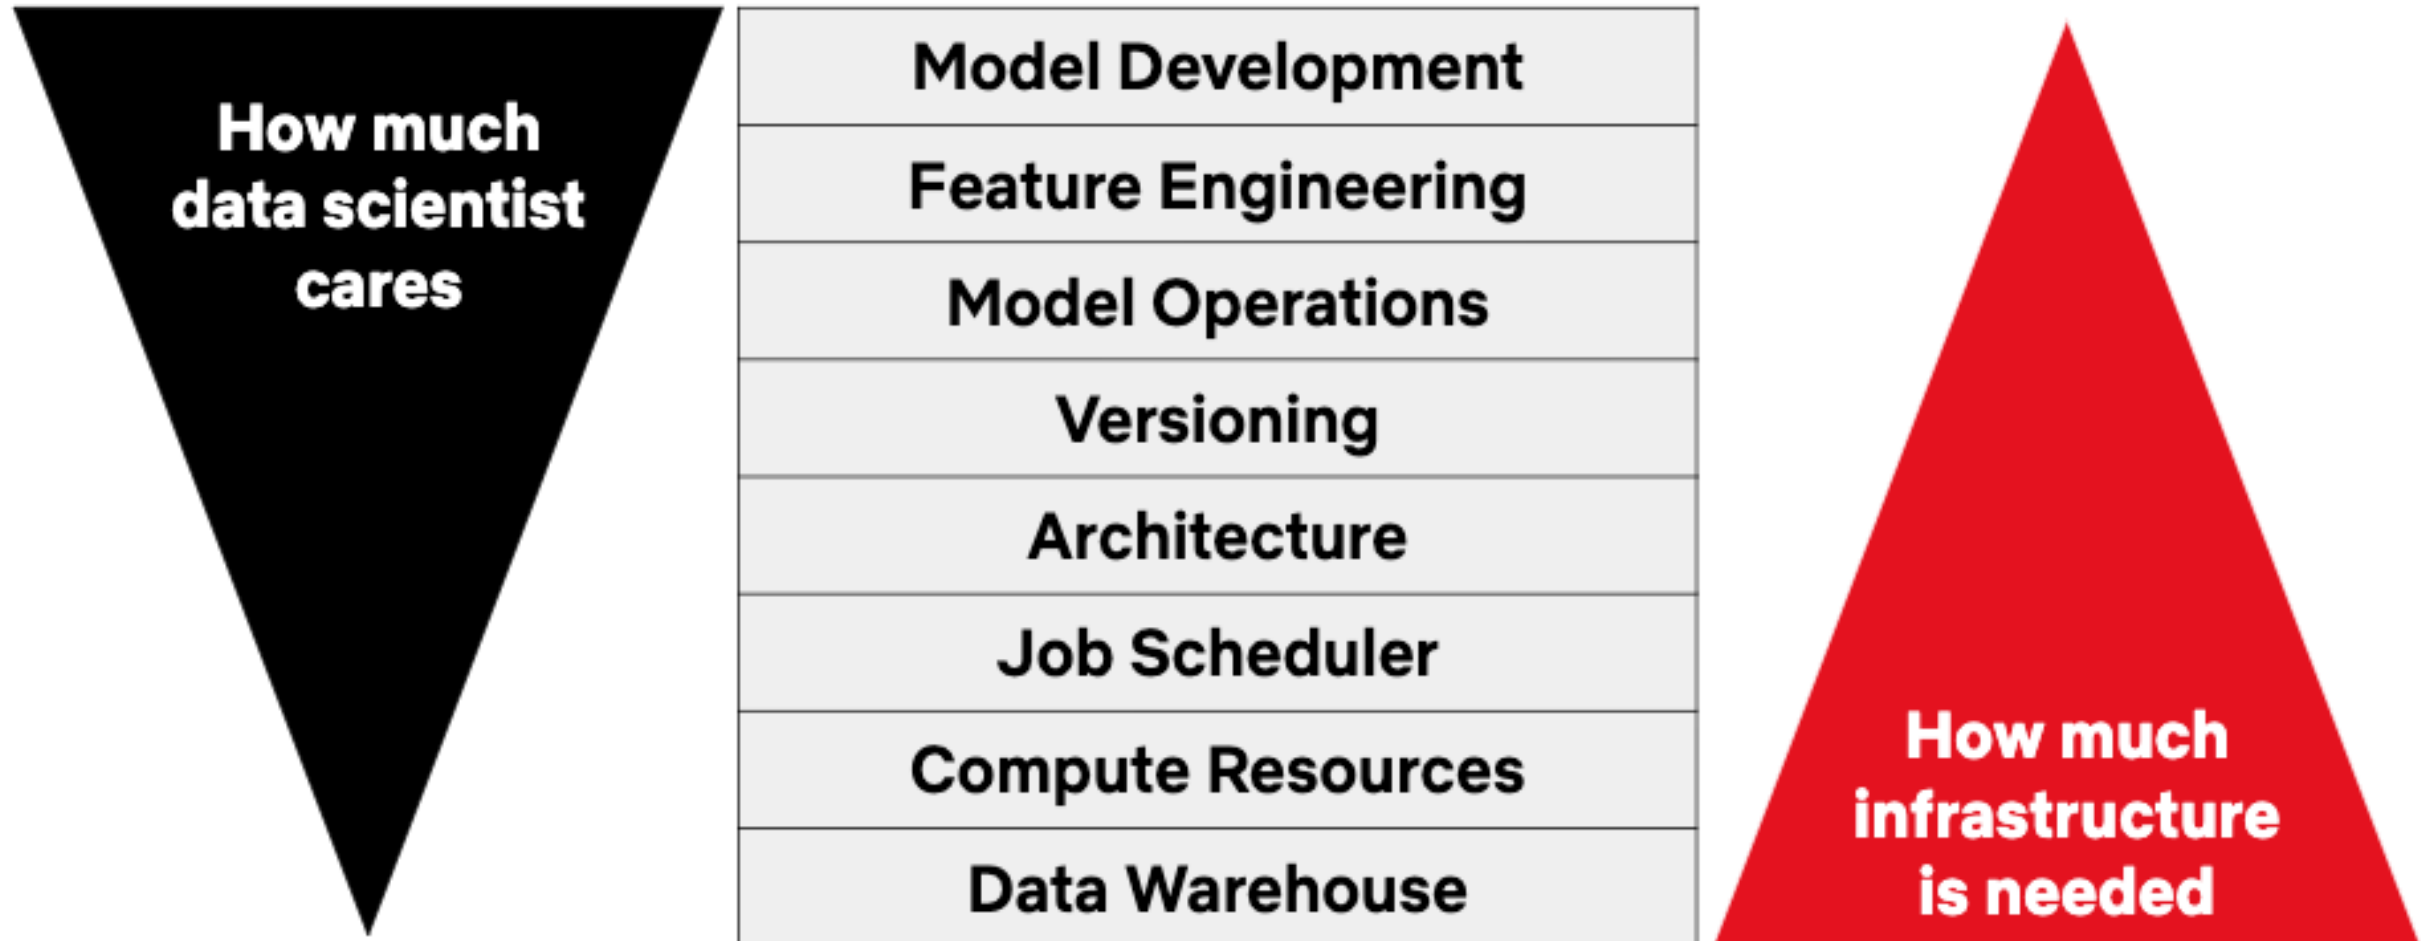 How much
data scientist
cares
Model Development
Feature Engineering
Model Operations
Versioning
Architecture
Job Scheduler
Compute Resources
Data Warehouse
How much
infrastructure
is needed